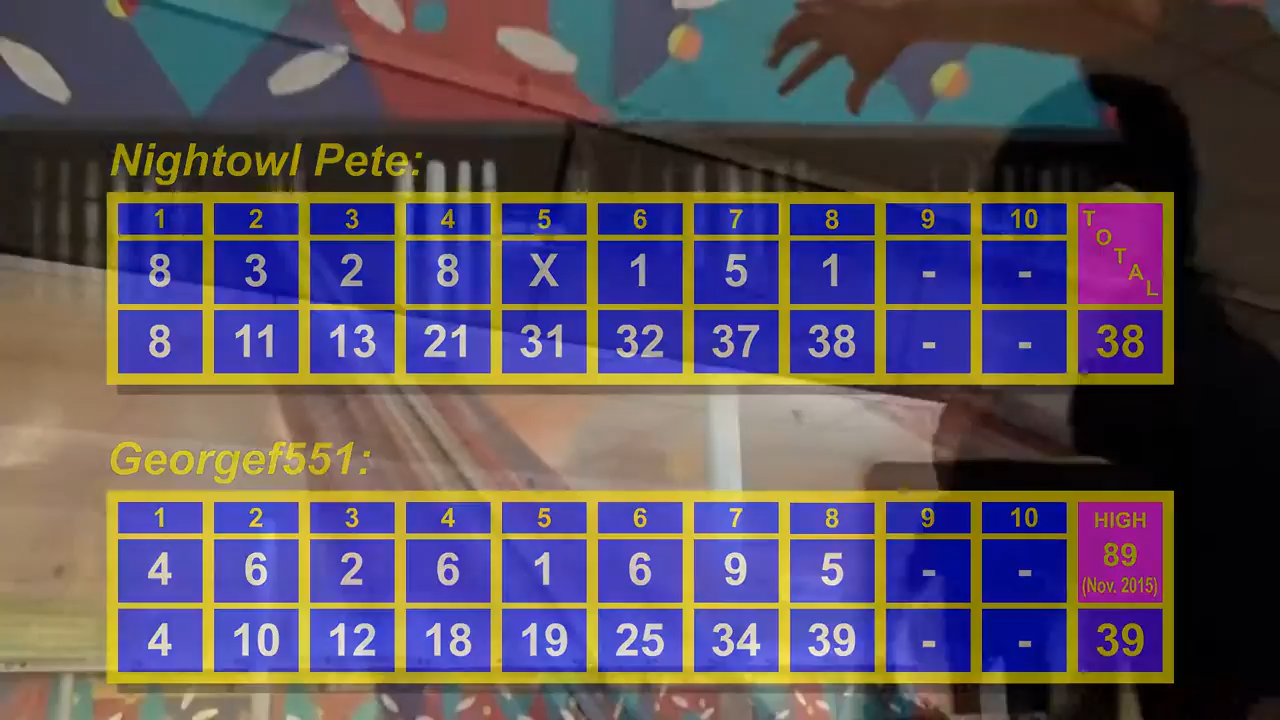 Nightowl Pete:
1 2 3 4 5 6 7 8 9 10 TOTAL
8 3 2 8 X 1 5 1 - -
8 11 13 21 31 32 37 38 - - 38
Georgef551:
1 2 3 4 5 6 7 8 9 10 HIGH
4 6 2 6 1 6 9 5 - - 89
(Nov. 2015)
4 10 12 18 19 25 34 39 - - 39